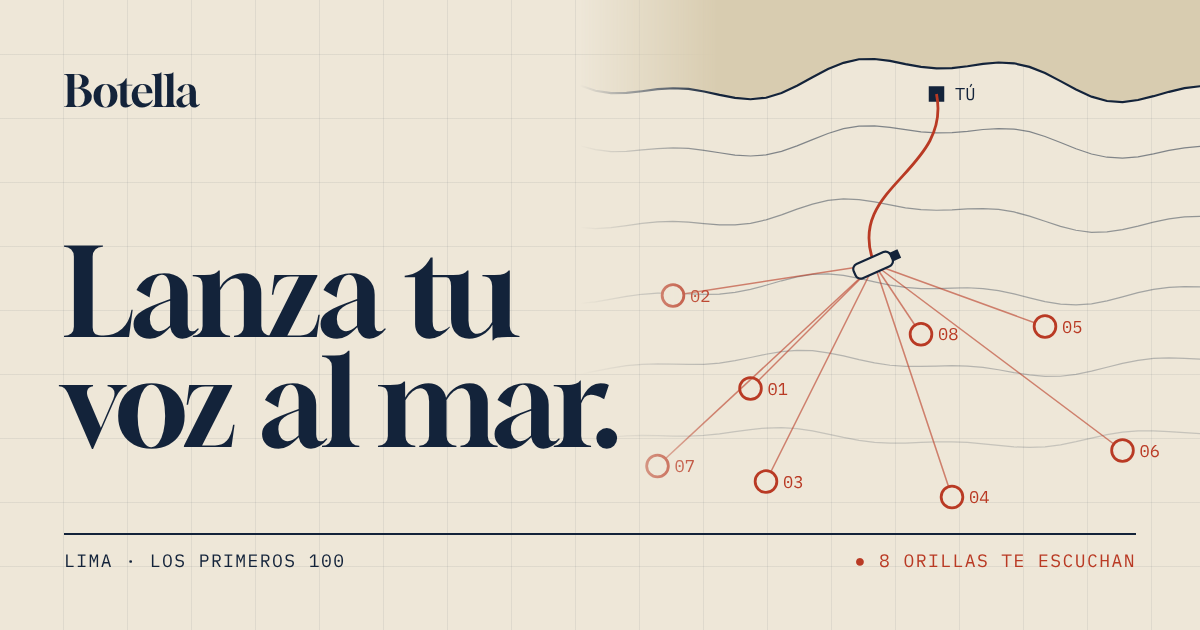 Botella
TÚ
Lanza tu
voz al mar.
02
08
05
01
06
07
03
04
LIMA · LOS PRIMEROS 100
● 8 ORILLAS TE ESCUCHAN